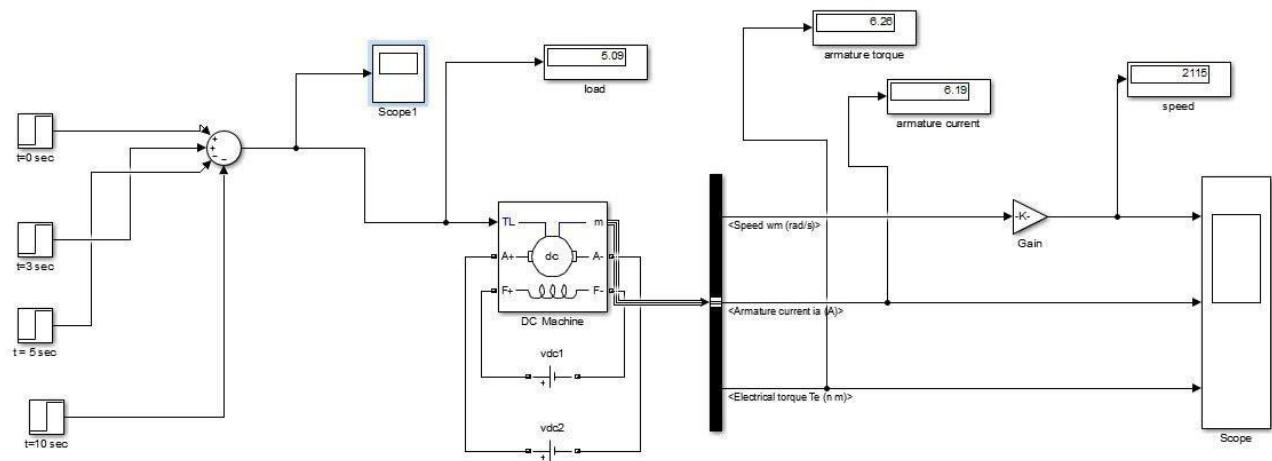 6.26
armature torque
5.09
load
Scope1
6.19
armature current
2115
speed
t=0 sec
+
+
−
−
t=3 sec
t = 5 sec
t=10 sec
TL
m
A+
dc
A-
F+
F-
DC Machine
vdc1
+
vdc2
+
<Speed wm (rad/s)>
<Armature current ia (A)>
<Electrical torque Te (n m)>
-K-
Gain
Scope